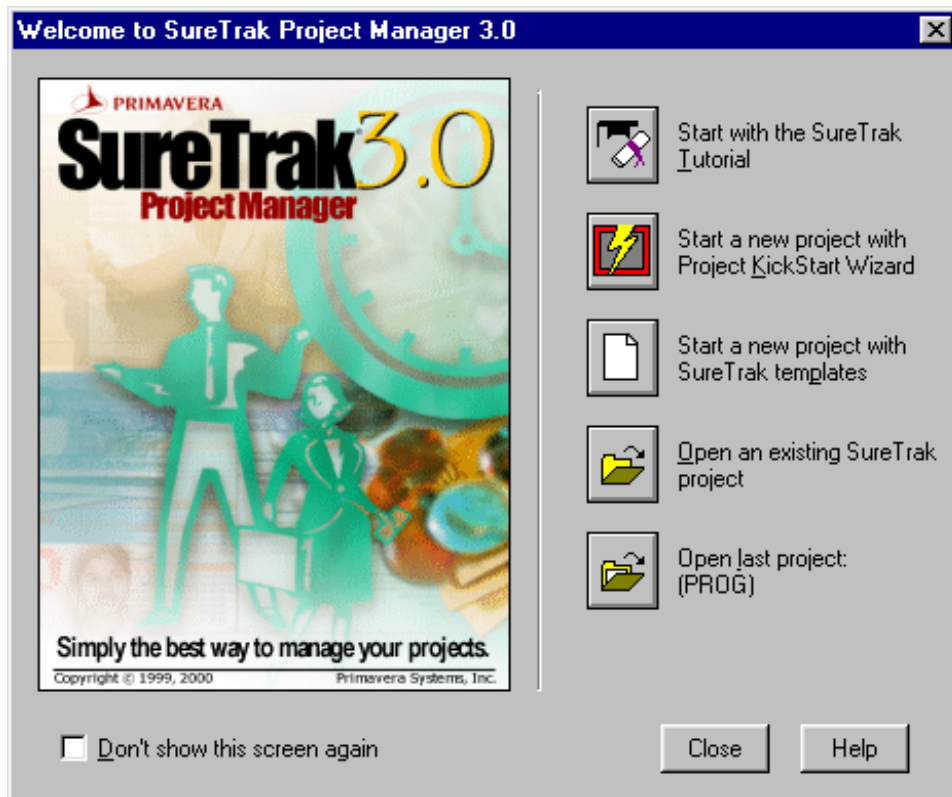 Welcome to SureTrak Project Manager 3.0
PRIMAVERA
SureTrak 3.0
Project Manager
Simply the best way to manage your projects.
Copyright © 1999, 2000 Primavera Systems, Inc.
Start with the SureTrak
Tutorial
Start a new project with
Project KickStart Wizard
Start a new project with
SureTrak templates
Open an existing SureTrak
project
Open last project:
(PROG)
Don't show this screen again
Close
Help